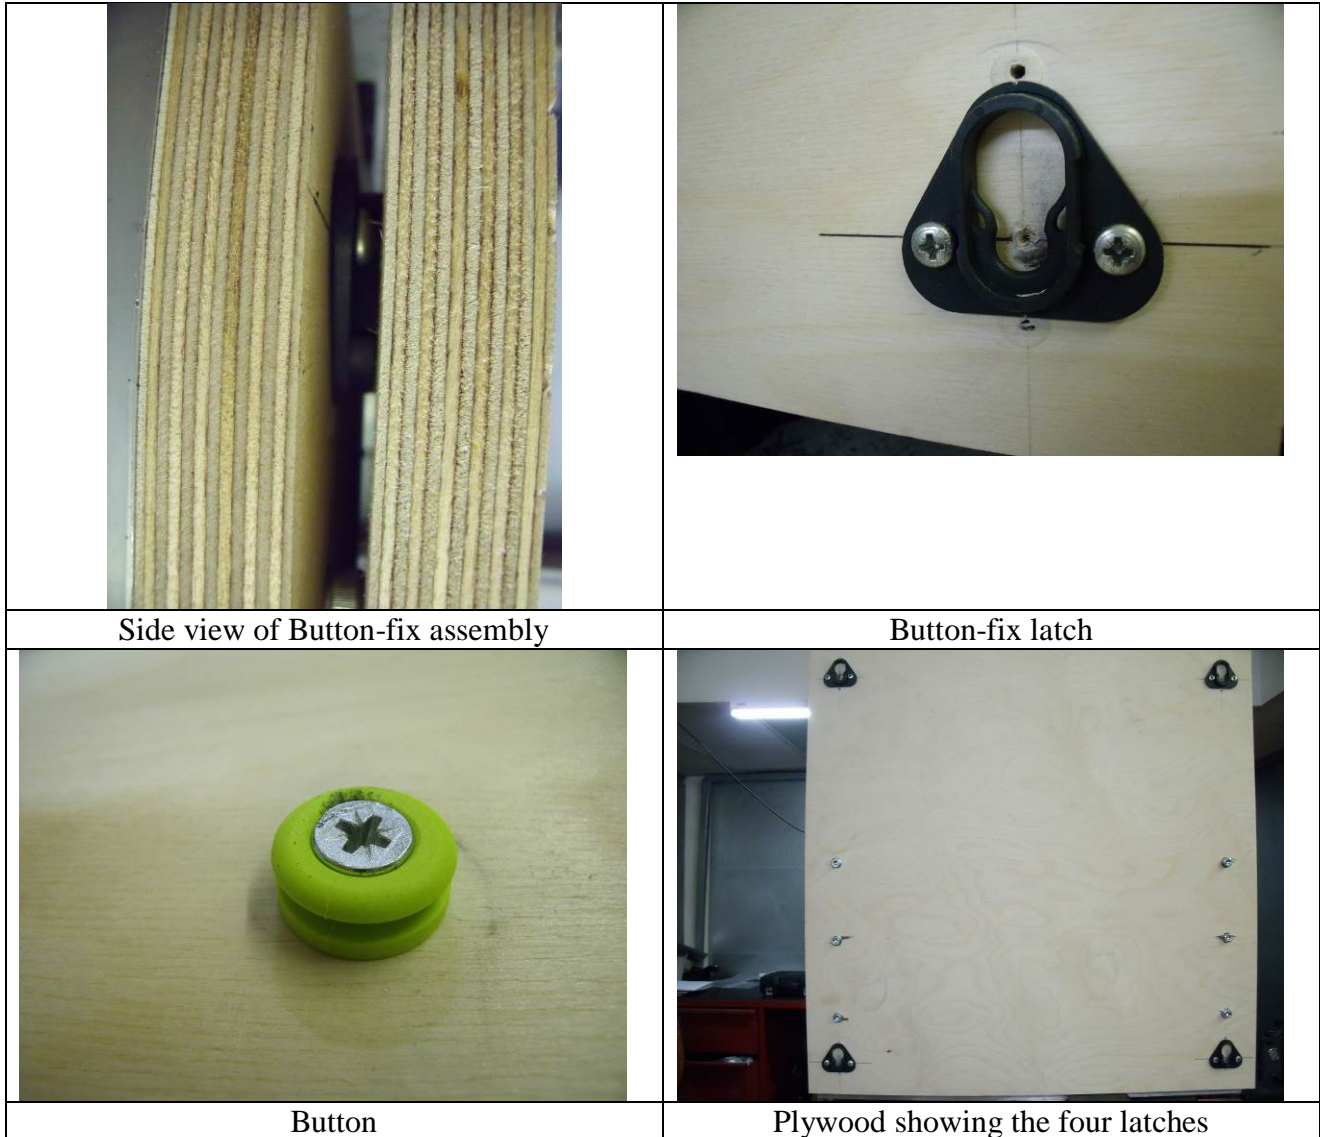 Side view of Button-fix assembly
Button-fix latch
Button
Plywood showing the four latches